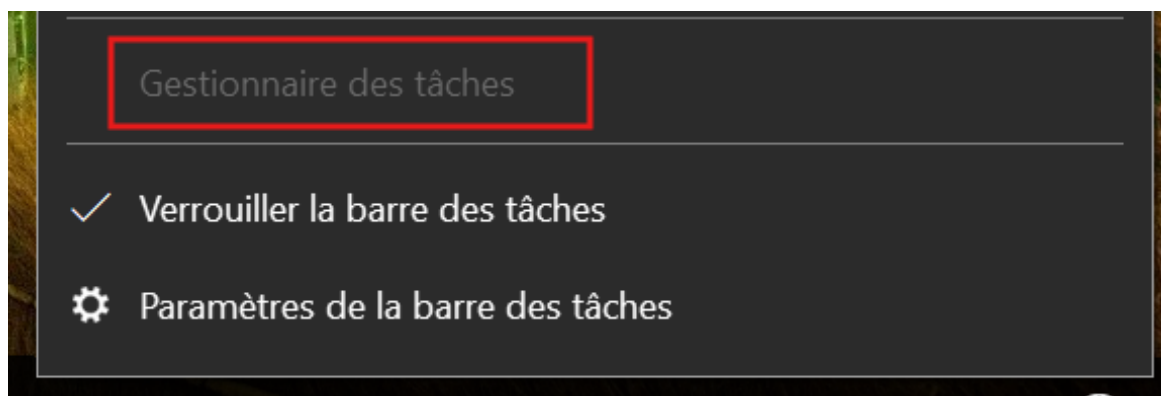 Gestionnaire des tâches
Verrouiller la barre des tâches
Paramètres de la barre des tâches